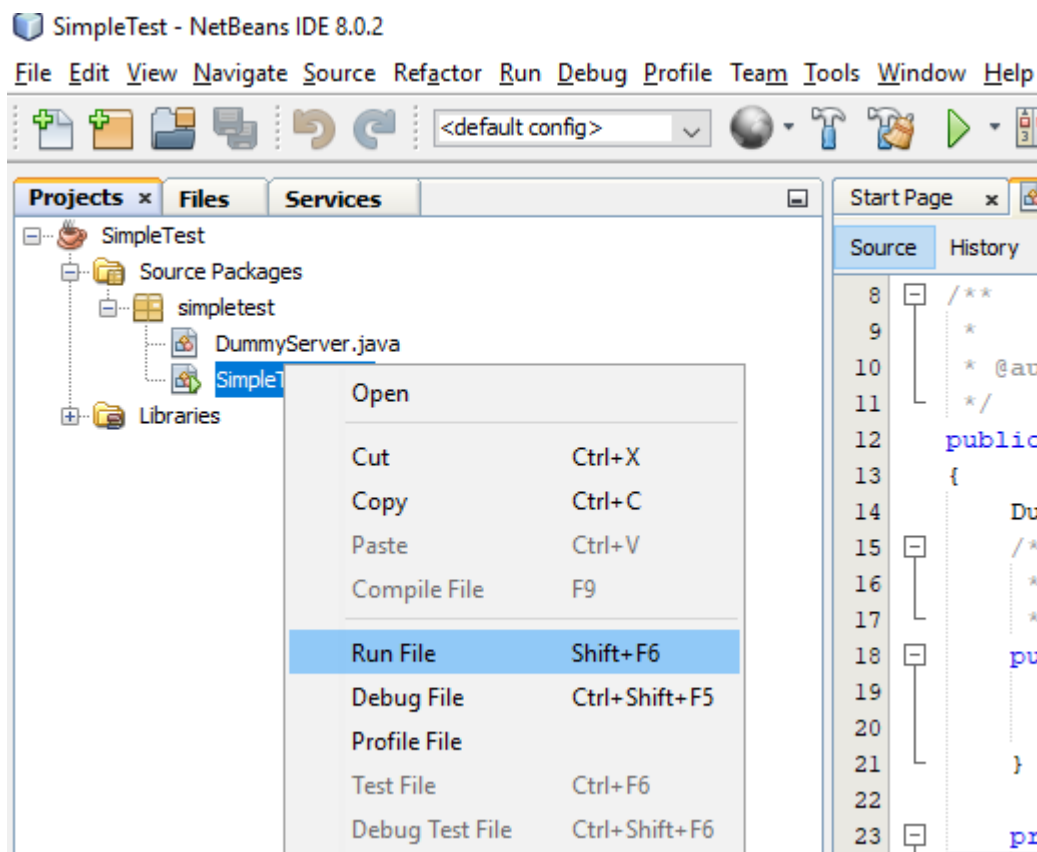 SimpleTest - NetBeans IDE 8.0.2
File Edit View Navigate Source Refactor Run Debug Profile Team Tools Window Help
<default config>
Projects Files Services
SimpleTest
Source Packages
simpletest
DummyServer.java
SimpleT
Libraries
Open
Cut Ctrl+X
Copy Ctrl+C
Paste Ctrl+V
Compile File F9
Run File Shift+F6
Debug File Ctrl+Shift+F5
Profile File
Test File Ctrl+F6
Debug Test File Ctrl+Shift+F6
Start Page
Source History
8 /**
9 *
10 * @au
11 */
12 public
13 {
14 Du
15 /*
16 *
17 *
18 pu
19
20
21 }
22
23 pr